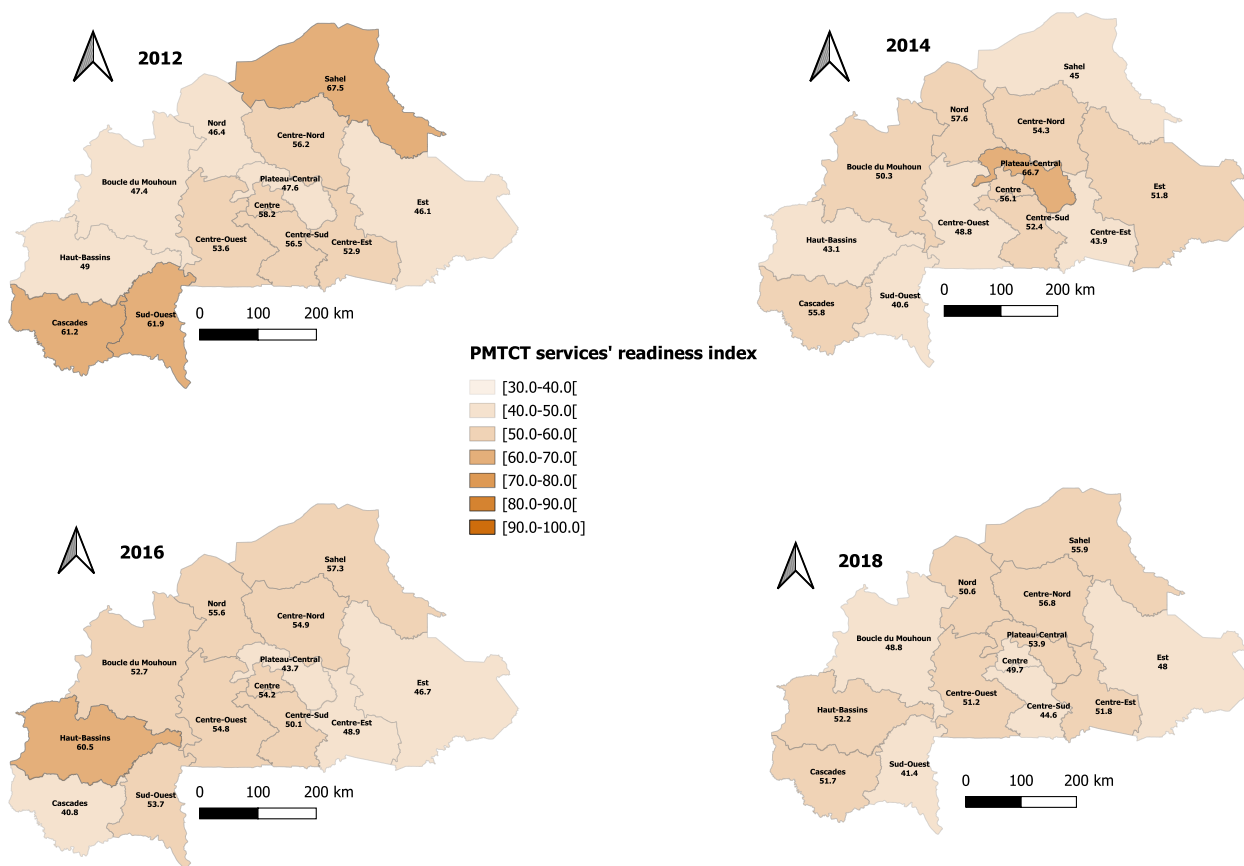 2012
Sahel
67.5
Nord
46.4
Centre-Nord
56.2
Boucle du Mouhoun
47.4
Plateau-Central
47.6
Est
46.1
Centre
58.2
Centre-Ouest
53.6
Centre-Sud
56.5
Centre-Est
52.9
Haut-Bassins
49
Cascades
61.2
Sud-Ouest
61.9
0 100 200 km
2014
Sahel
45
Nord
57.6
Centre-Nord
54.3
Boucle du Mouhoun
50.3
Plateau-Central
66.7
Est
51.8
Centre
56.1
Centre-Ouest
48.8
Centre-Sud
52.4
Centre-Est
43.9
Haut-Bassins
43.1
Cascades
55.8
Sud-Ouest
40.6
0 100 200 km
PMTCT services' readiness index
[30.0-40.0[
[40.0-50.0[
[50.0-60.0[
[60.0-70.0[
[70.0-80.0[
[80.0-90.0[
[90.0-100.0]
2016
Sahel
57.3
Nord
55.6
Centre-Nord
54.9
Boucle du Mouhoun
52.7
Plateau-Central
43.7
Est
46.7
Centre
54.2
Centre-Ouest
54.8
Centre-Sud
50.1
Centre-Est
48.9
Haut-Bassins
60.5
Cascades
40.8
Sud-Ouest
53.7
0 100 200 km
2018
Sahel
55.9
Nord
50.6
Centre-Nord
56.8
Boucle du Mouhoun
48.8
Plateau-Central
53.9
Est
48
Centre
49.7
Centre-Ouest
51.2
Centre-Sud
44.6
Centre-Est
51.8
Haut-Bassins
52.2
Cascades
51.7
Sud-Ouest
41.4
0 100 200 km